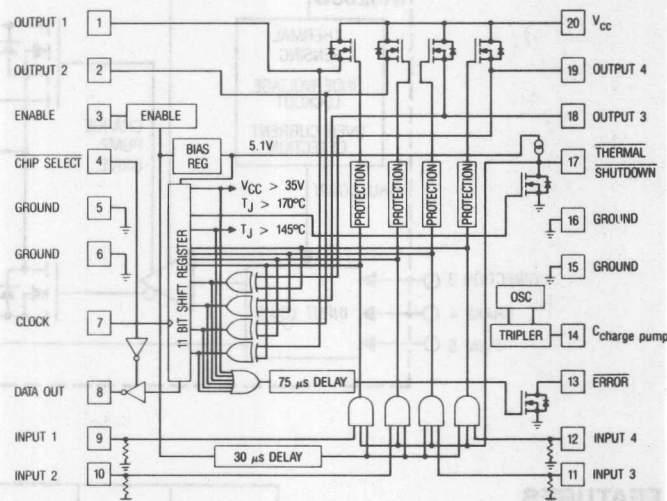 OUTPUT 1 1
20 VCC
OUTPUT 2 2
19 OUTPUT 4
ENABLE 3 ENABLE
18 OUTPUT 3
BIAS
REG
5.1V
CHIP SELECT 4
17 THERMAL
SHUTDOWN
VCC > 35V
TJ > 170°C
TJ > 145°C
PROTECTION
PROTECTION
PROTECTION
PROTECTION
GROUND 5
16 GROUND
GROUND 6
15 GROUND
11 BIT SHIFT REGISTER
OSC
CLOCK 7
TRIPLER
14 Ccharge pump
75 μs DELAY
13 ERROR
DATA OUT 8
INPUT 1 9
12 INPUT 4
30 μs DELAY
INPUT 2 10
11 INPUT 3